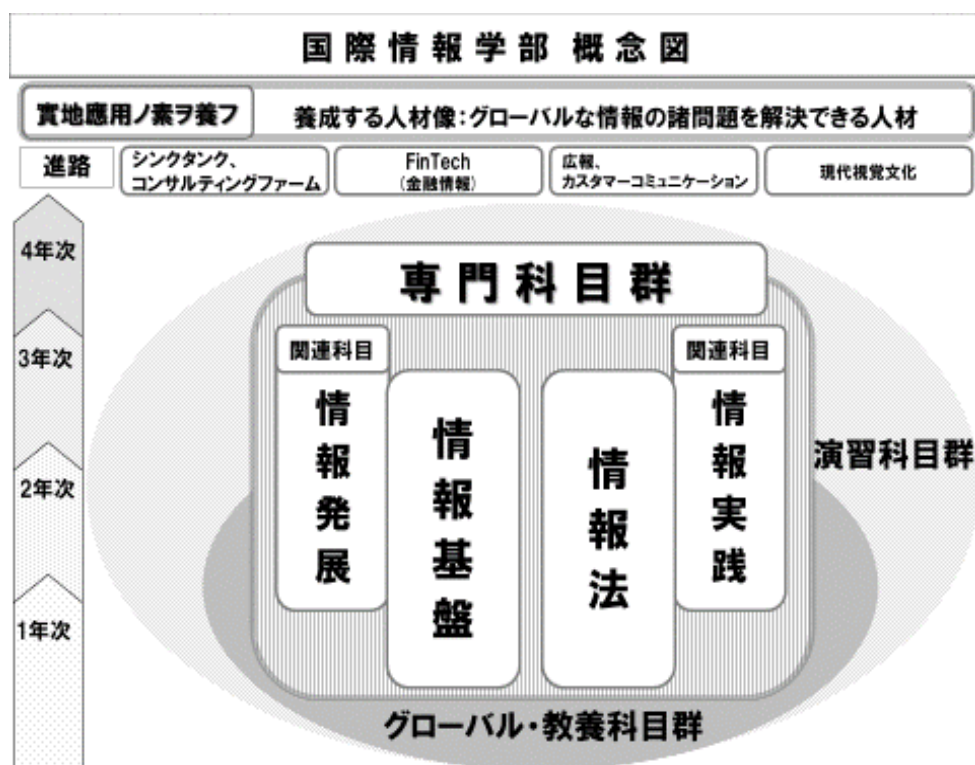 国際情報学部 概念図
實地應用ノ素ヲ養フ
養成する人材像:グローバルな情報の諸問題を解決できる人材
進路
シンクタンク、
コンサルティングファーム
FinTech
(金融情報)
広報、
カスタマーコミュニケーション
現代視覚文化
4年次
3年次
2年次
1年次
専門科目群
関連科目
情報発展
情報基盤
情報法
関連科目
情報実践
演習科目群
グローバル・教養科目群